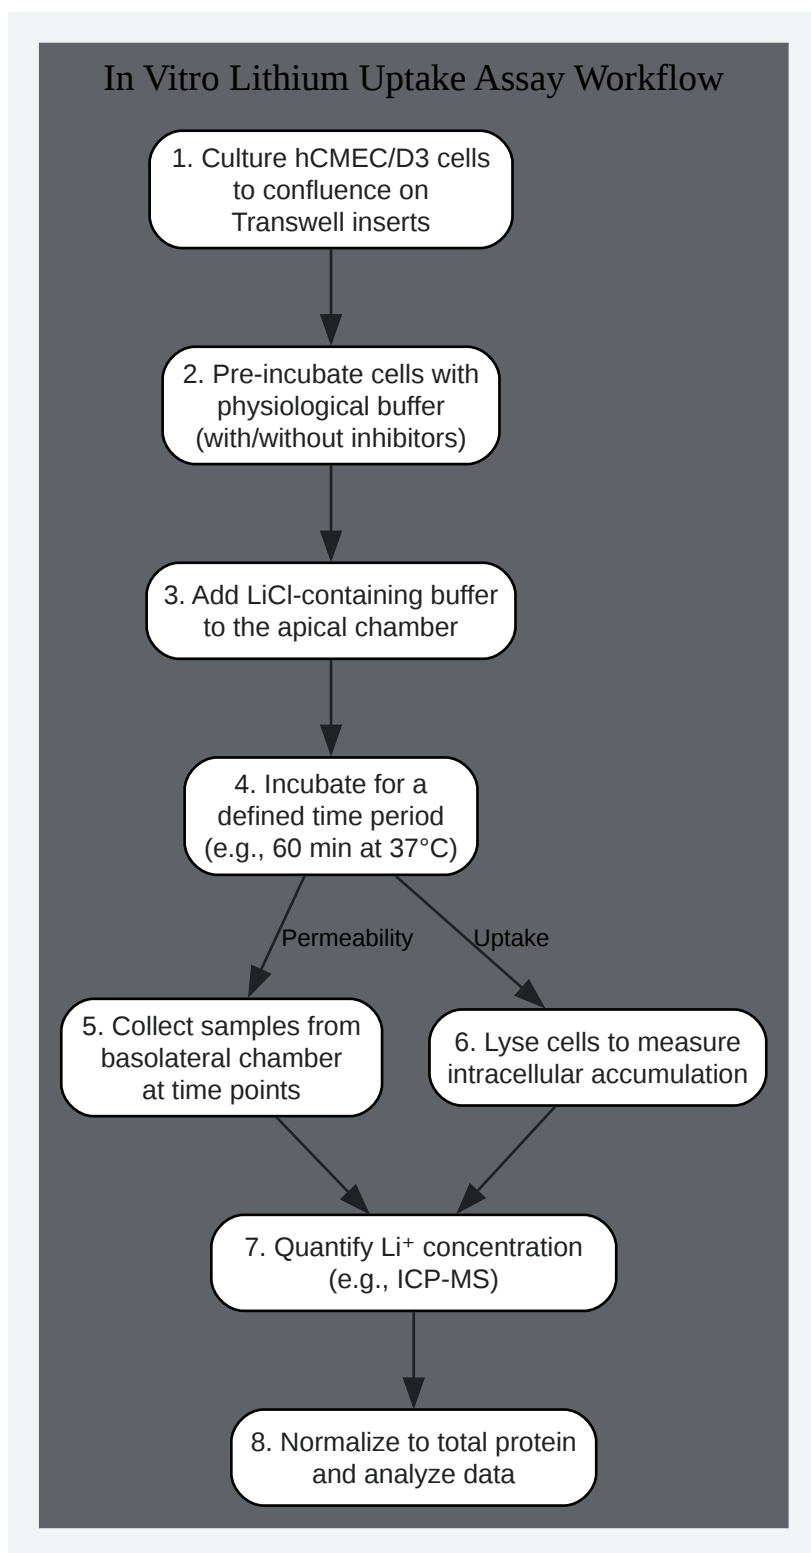 In Vitro Lithium Uptake Assay Workflow
1. Culture hCMEC/D3 cells
to confluence on
Transwell inserts
2. Pre-incubate cells with
physiological buffer
(with/without inhibitors)
3. Add LiCl-containing buffer
to the apical chamber
4. Incubate for a
defined time period
(e.g., 60 min at 37°C)
Permeability
Uptake
5. Collect samples from
basolateral chamber
at time points
6. Lyse cells to measure
intracellular accumulation
7. Quantify Li⁺ concentration
(e.g., ICP-MS)
8. Normalize to total protein
and analyze data